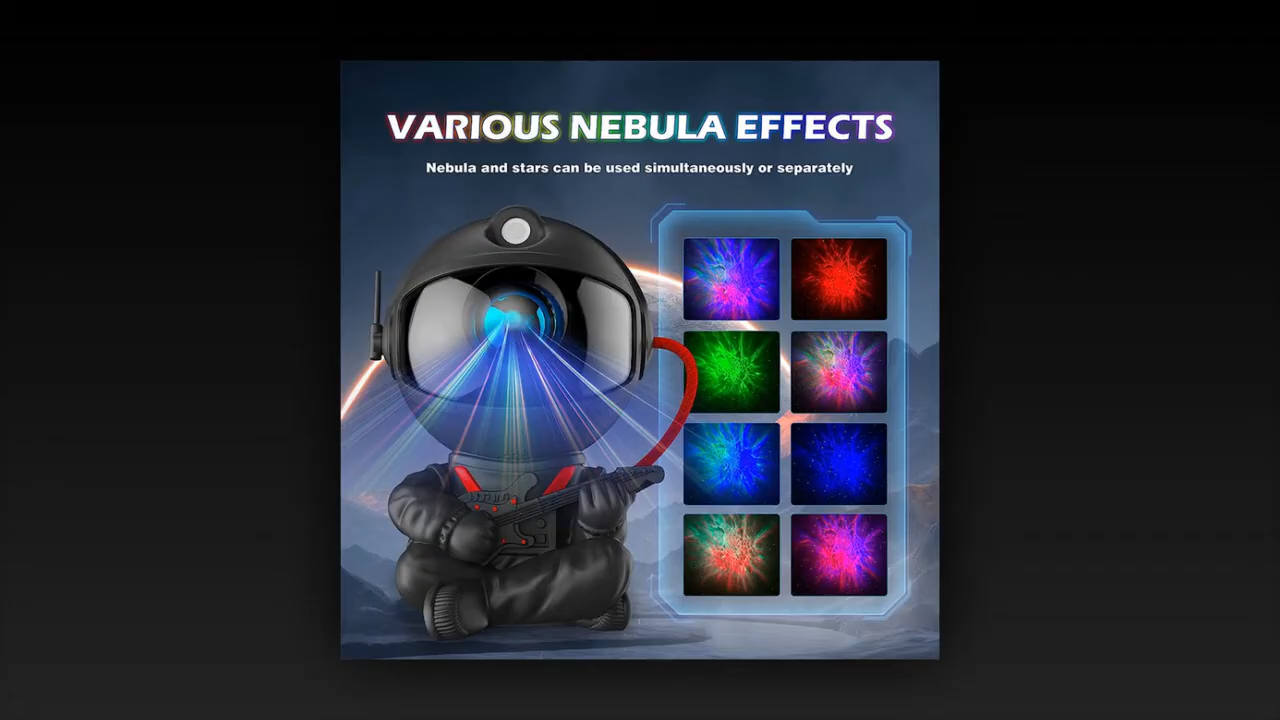 VARIOUS NEBULA EFFECTS
Nebula and stars can be used simultaneously or separately